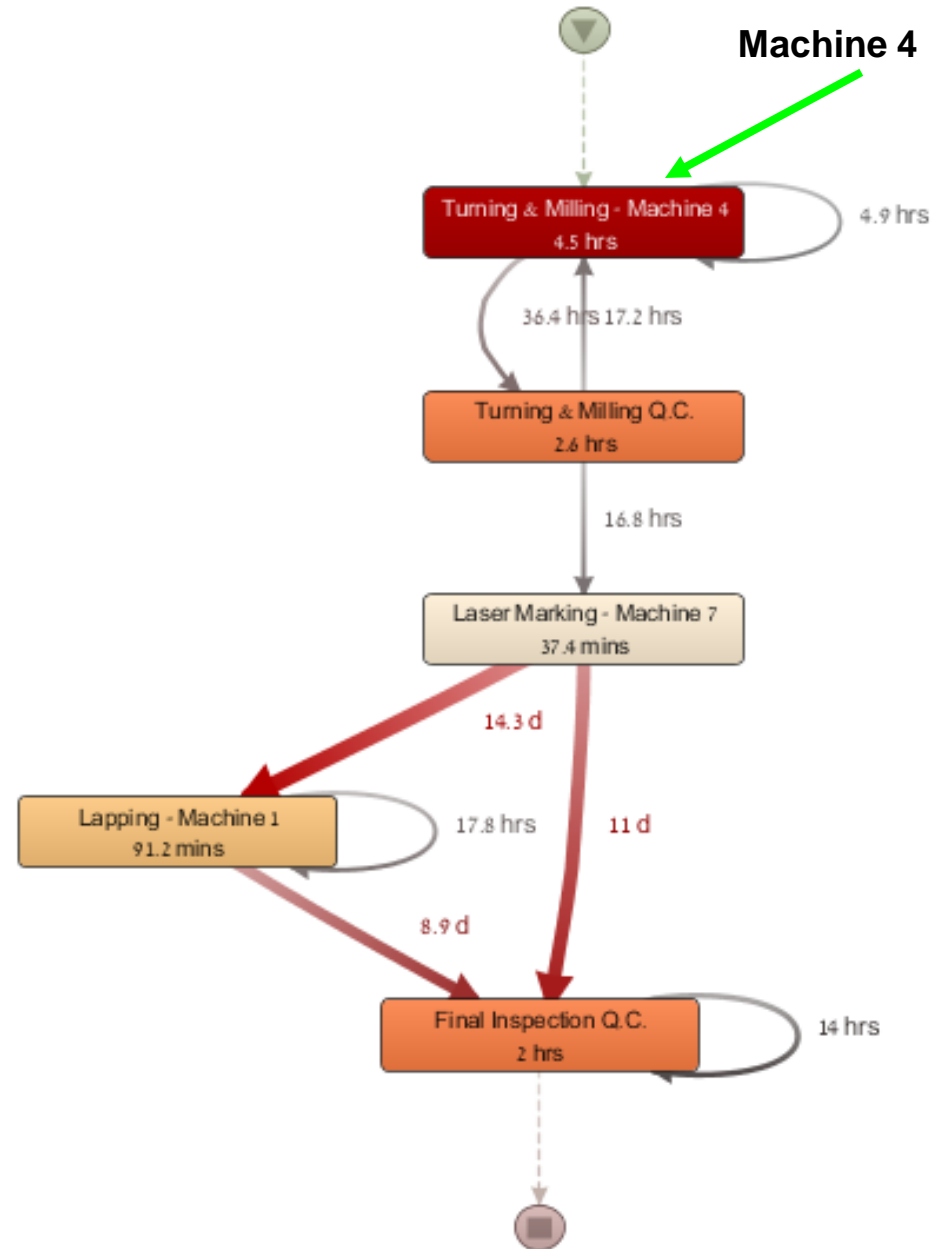 Machine 4
Turning & Milling - Machine 4
4.5 hrs
4.9 hrs
36.4 hrs 17.2 hrs
Turning & Milling Q.C.
2.6 hrs
16.8 hrs
Laser Marking - Machine 7
37.4 mins
14.3 d
Lapping - Machine 1
91.2 mins
17.8 hrs
11 d
8.9 d
Final Inspection Q.C.
2 hrs
14 hrs